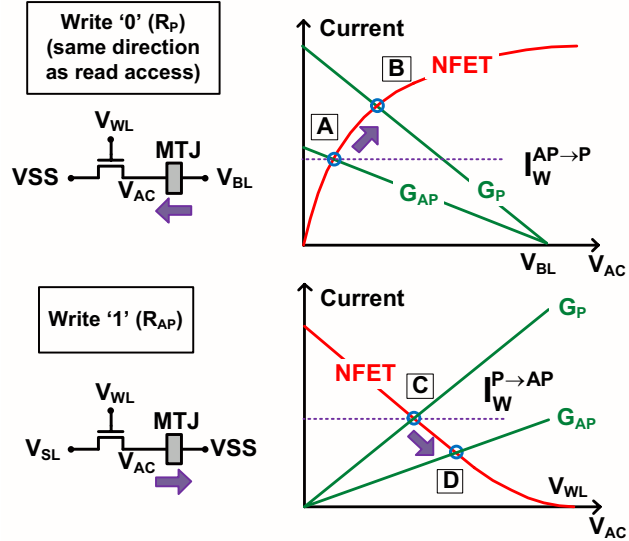 Write ‘0’ (R_P)
(same direction
as read access)
V_WL
MTJ
VSS
V_AC
V_BL
Current
B
NFET
A
I_W^AP→P
G_AP
G_P
V_BL
V_AC
Write ‘1’ (R_AP)
V_WL
MTJ
V_SL
V_AC
VSS
Current
G_P
NFET
C
I_W^P→AP
G_AP
D
V_WL
V_AC